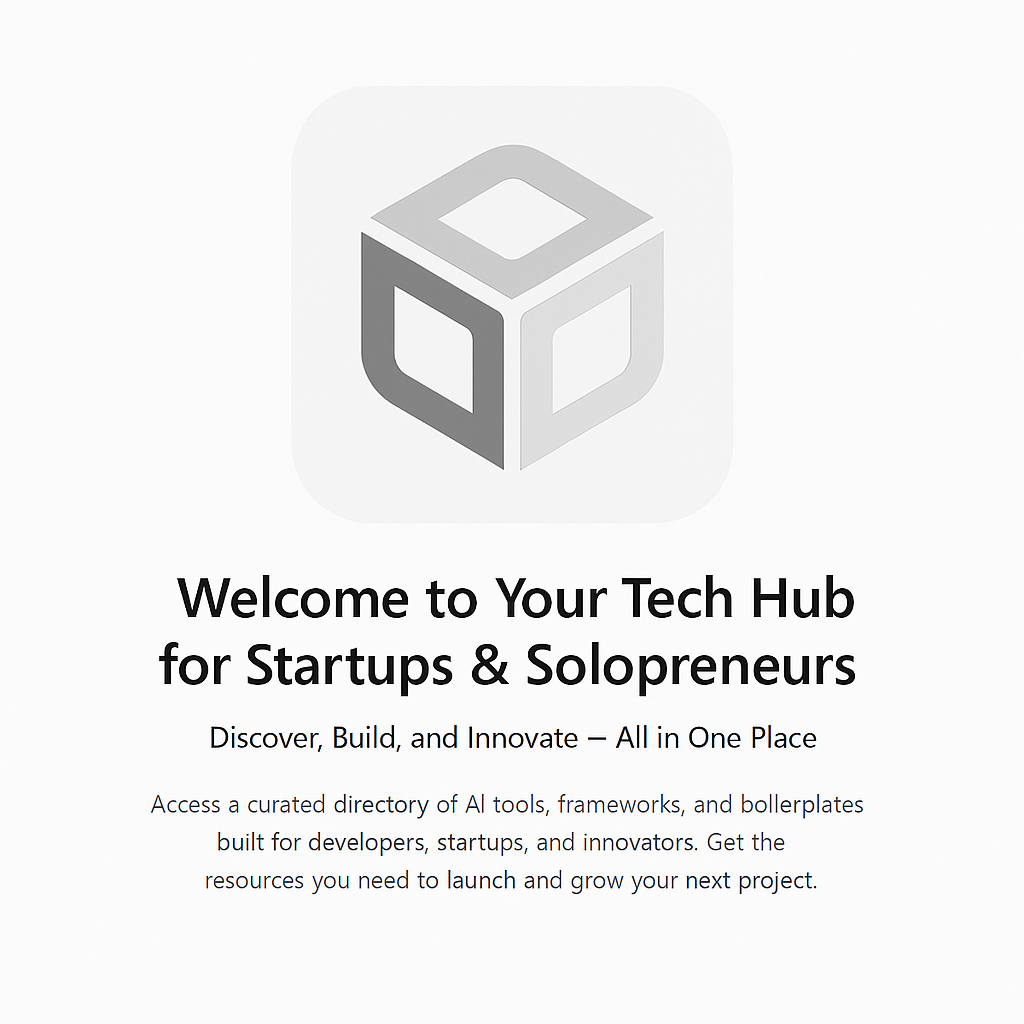 Welcome to Your Tech Hub
for Startups & Solopreneurs
Discover, Build, and Innovate – All in One Place
Access a curated directory of AI tools, frameworks, and bollerplates
built for developers, startups, and innovators. Get the
resources you need to launch and grow your next project.